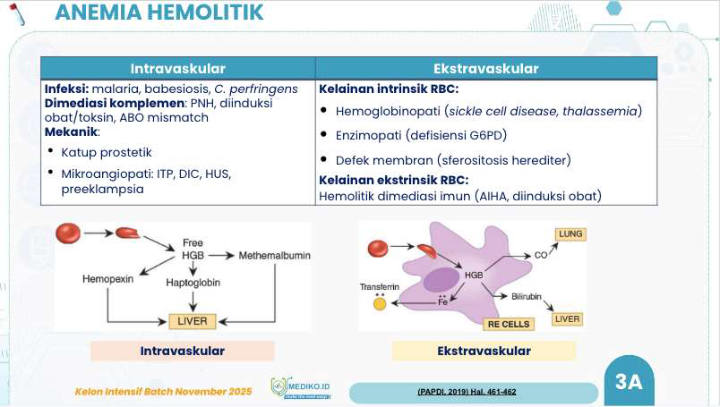 ANEMIA HEMOLITIK
Intravaskular
Infeksi: malaria, babesiosis, C. perfringens
Dimediasi komplemen: PNH, diinduksi
obat/toksin, ABO mismatch
Mekanik:
• Katup prostetik
• Mikroangiopati: ITP, DIC, HUS,
preeklampsia
Ekstravaskular
Kelainan intrinsik RBC:
• Hemoglobinopati (sickle cell disease, thalassemia)
• Enzimopati (defisiensi G6PD)
• Defek membran (sferositosis herediter)
Kelainan ekstrinsik RBC:
Hemolitik dimediasi imun (AIHA, diinduksi obat)
Free
HGB
Methemalbumin
Hemopexin
Haptoglobin
LIVER
Intravaskular
LUNG
CO
HGB
Transferrin
Fe
Bilirubin
RE CELLS
LIVER
Ekstravaskular
Kelon Intensif Batch November 2025
MEDIKO.ID
(PAPDI, 2019) Hal. 461-462
3A